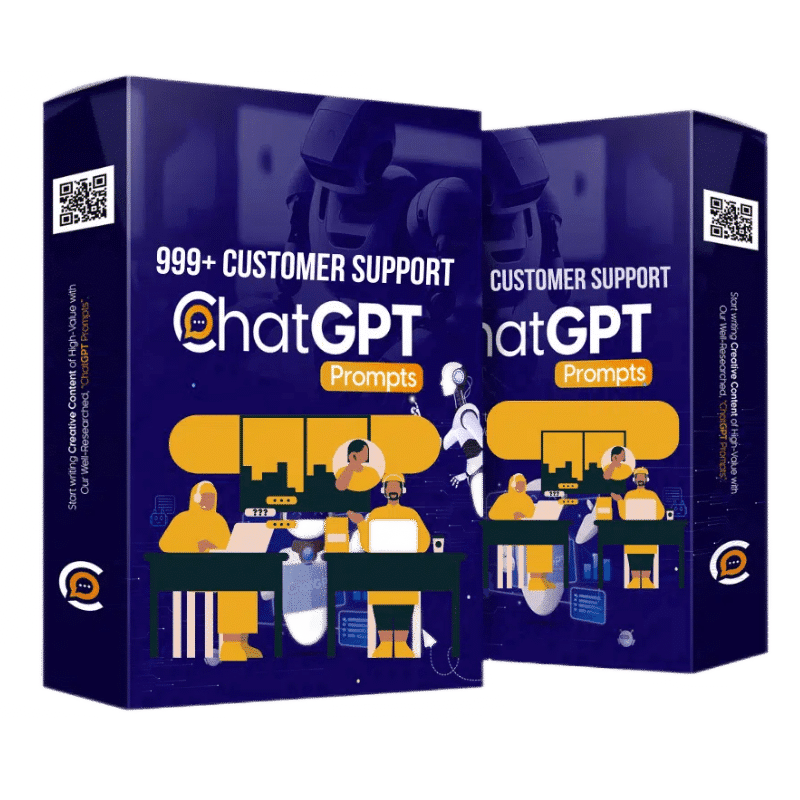 999+ CUSTOMER SUPPORT
ChatGPT
Prompts
???
Start writing Creative Content of High-Value with
Our Well-Researched, "ChatGPT Prompts".
CUSTOMER SUPPORT
hatGPT
Prompts
???
Start writing Creative Content of High-Value with
Our Well-Researched, "ChatGPT Prompts".